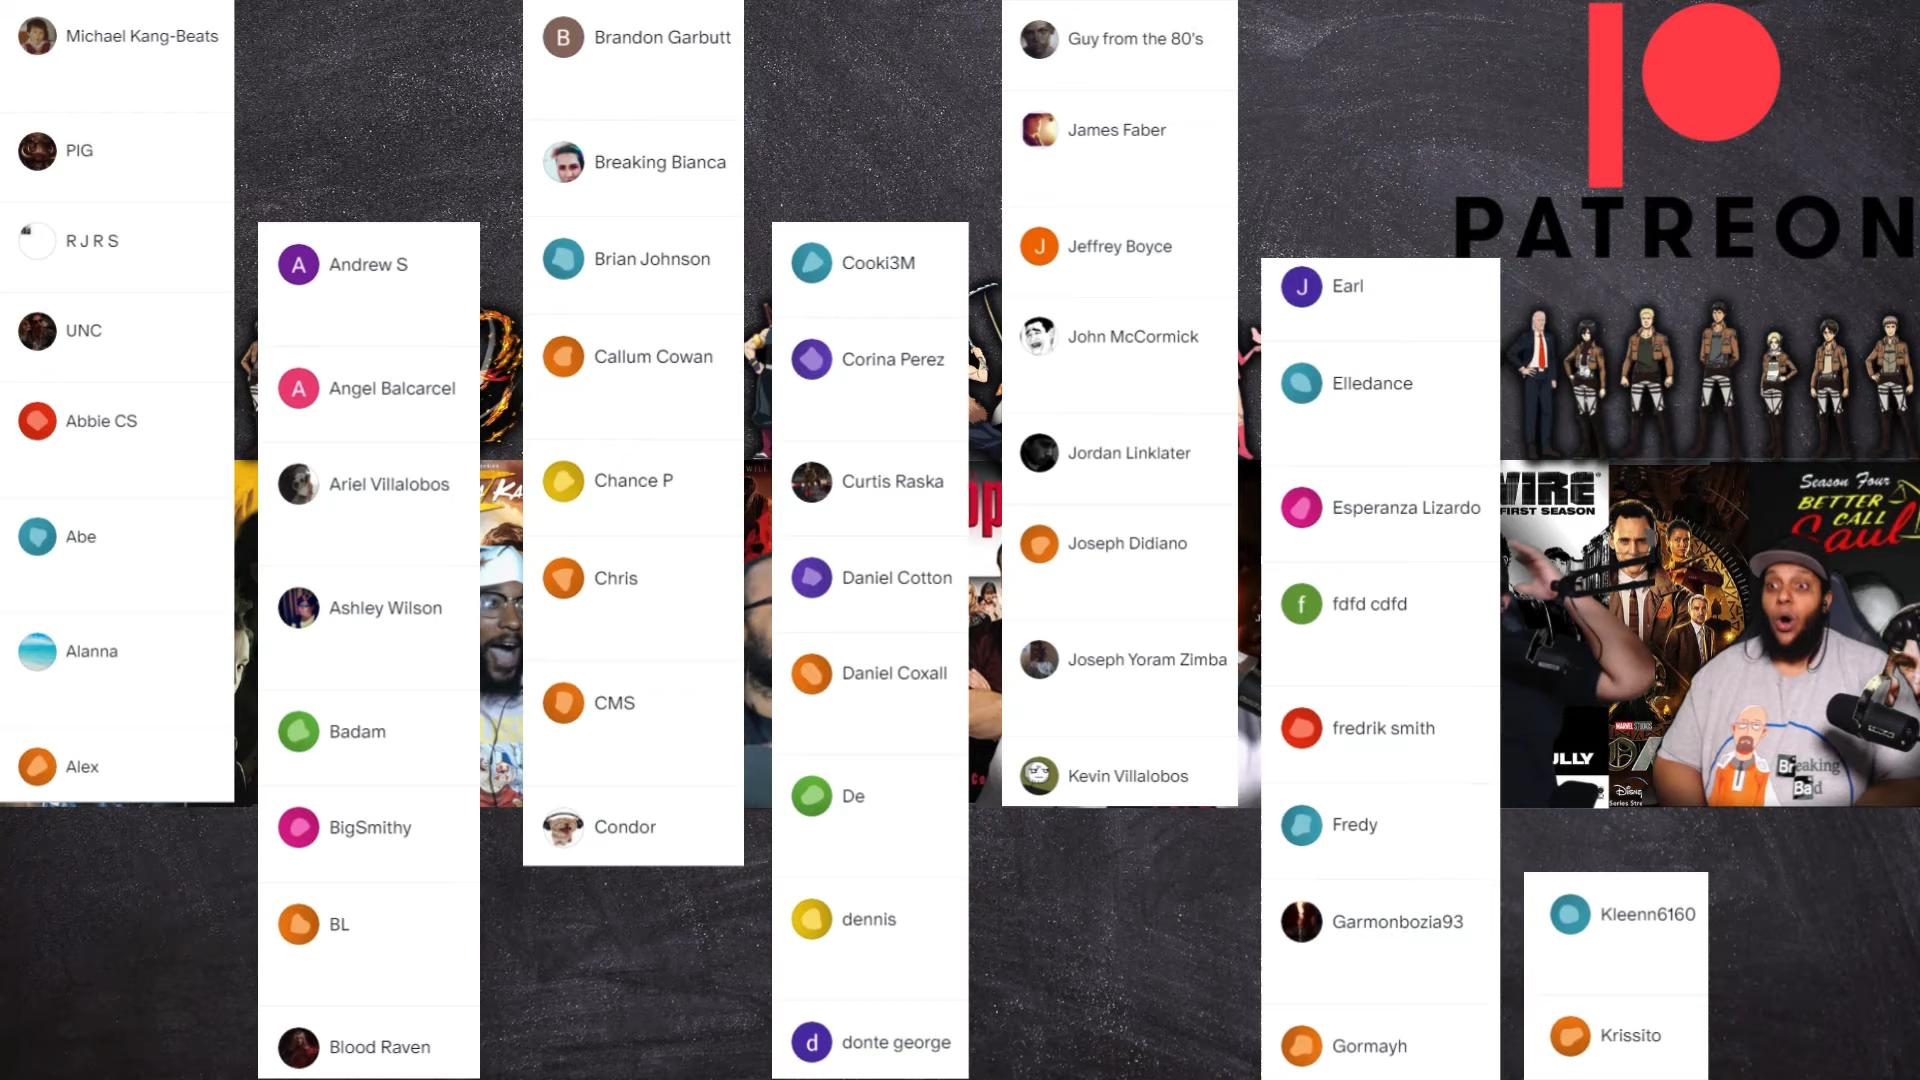 Michael Kang-Beats
PIG
R J R S
UNC
Abbie CS
Abe
Alanna
Alex
A
Andrew S
A
Angel Balcarcel
Ariel Villalobos
Ashley Wilson
Badam
BigSmithy
BL
Blood Raven
B
Brandon Garbutt
Breaking Bianca
Brian Johnson
Callum Cowan
Chance P
Chris
CMS
Condor
Cooki3M
Corina Perez
Curtis Raska
Daniel Cotton
Daniel Coxall
De
dennis
d
donte george
Guy from the 80's
James Faber
J
Jeffrey Boyce
John McCormick
Jordan Linklater
Joseph Didiano
Joseph Yoram Zimba
Kevin Villalobos
J
Earl
Elledance
Esperanza Lizardo
f
fdfd cdfd
fredrik smith
Fredy
Garmonbozia93
Gormayh
Kleenn6160
Krissito
PATREON
FIRST SEASON
Season Four
BETTER
CALL
Saul
MARVEL STUDIOS
Breaking
Bad